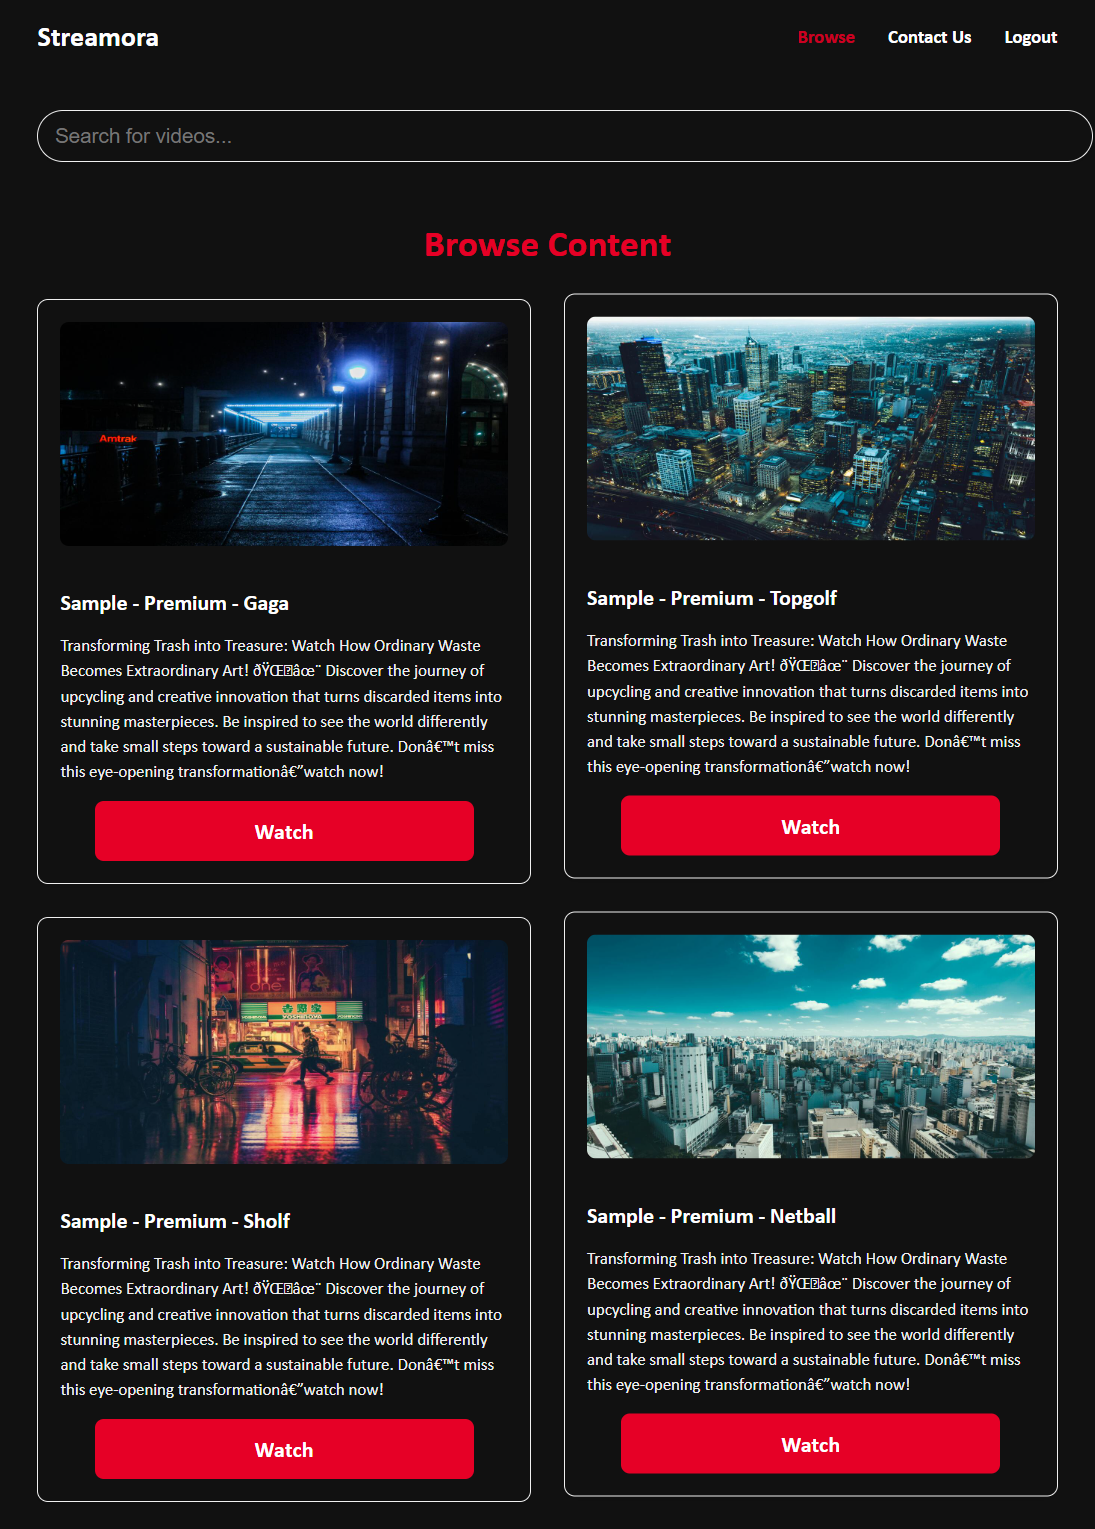 Streamora
Browse Contact Us Logout
Search for videos...
Browse Content
Amtrak
Sample - Premium - Gaga
Transforming Trash into Treasure: Watch How Ordinary Waste
Becomes Extraordinary Art! 🌍✨ Discover the journey of
upcycling and creative innovation that turns discarded items into
stunning masterpieces. Be inspired to see the world differently
and take small steps toward a sustainable future. Donâ€™t miss
this eye-opening transformationâ€”watch now!
Watch
Sample - Premium - Topgolf
Transforming Trash into Treasure: Watch How Ordinary Waste
Becomes Extraordinary Art! ðŸŒâœ¨ Discover the journey of
upcycling and creative innovation that turns discarded items into
stunning masterpieces. Be inspired to see the world differently
and take small steps toward a sustainable future. Donâ€™t miss
this eye-opening transformationâ€”watch now!
Watch
one
吉野家
YOSHINOYA
Sample - Premium - Sholf
Transforming Trash into Treasure: Watch How Ordinary Waste
Becomes Extraordinary Art! ðŸŒâœ¨ Discover the journey of
upcycling and creative innovation that turns discarded items into
stunning masterpieces. Be inspired to see the world differently
and take small steps toward a sustainable future. Donâ€™t miss
this eye-opening transformationâ€”watch now!
Watch
Sample - Premium - Netball
Transforming Trash into Treasure: Watch How Ordinary Waste
Becomes Extraordinary Art! ðŸŒâœ¨ Discover the journey of
upcycling and creative innovation that turns discarded items into
stunning masterpieces. Be inspired to see the world differently
and take small steps toward a sustainable future. Donâ€™t miss
this eye-opening transformationâ€”watch now!
Watch